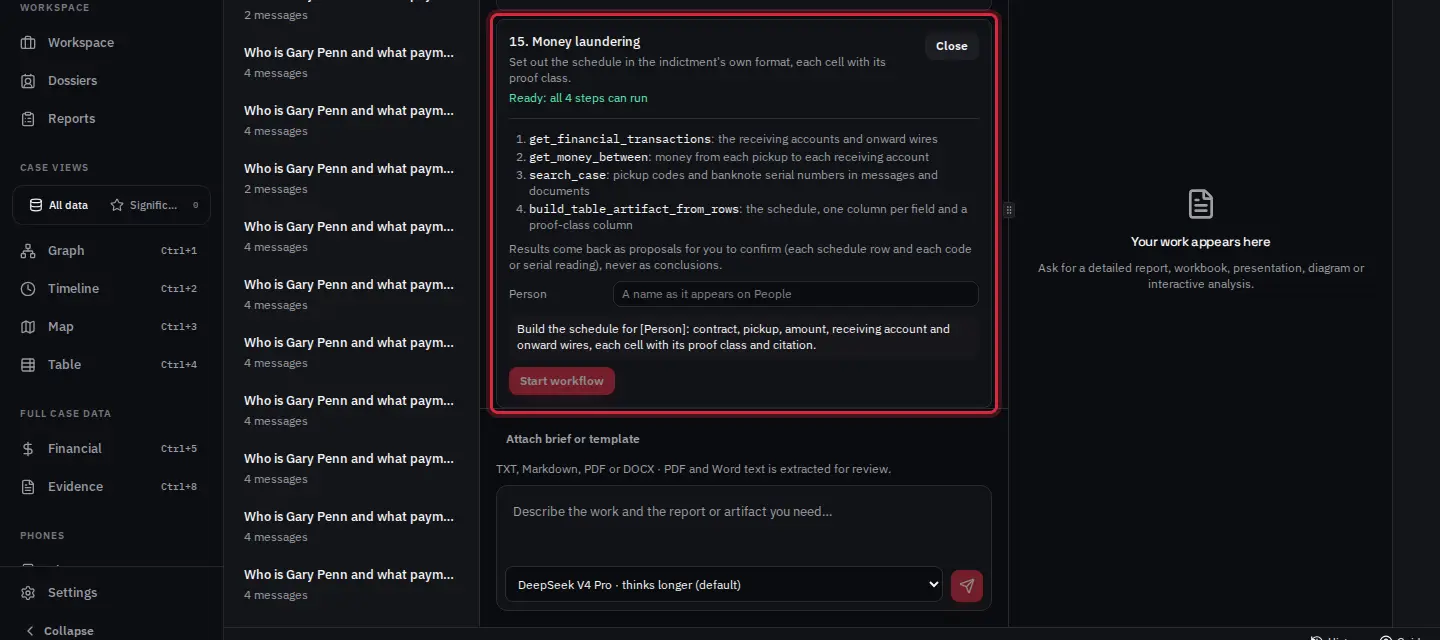 WORKSPACE
Workspace
Dossiers
Reports
CASE VIEWS
All data
Signific...
0
Graph Ctrl+1
Timeline Ctrl+2
Map Ctrl+3
Table Ctrl+4
FULL CASE DATA
Financial Ctrl+5
Evidence Ctrl+8
PHONES
Settings
Collapse
2 messages
Who is Gary Penn and what paym...
4 messages
Who is Gary Penn and what paym...
4 messages
Who is Gary Penn and what paym...
2 messages
Who is Gary Penn and what paym...
4 messages
Who is Gary Penn and what paym...
4 messages
Who is Gary Penn and what paym...
4 messages
Who is Gary Penn and what paym...
4 messages
Who is Gary Penn and what paym...
4 messages
Who is Gary Penn and what paym...
4 messages
Who is Gary Penn and what paym...
4 messages
15. Money laundering
Close
Set out the schedule in the indictment's own format, each cell with its
proof class.
Ready: all 4 steps can run
1. get_financial_transactions: the receiving accounts and onward wires
2. get_money_between: money from each pickup to each receiving account
3. search_case: pickup codes and banknote serial numbers in messages and
documents
4. build_table_artifact_from_rows: the schedule, one column per field and a
proof-class column
Results come back as proposals for you to confirm (each schedule row and each code
or serial reading), never as conclusions.
Person
A name as it appears on People
Build the schedule for [Person]: contract, pickup, amount, receiving account and
onward wires, each cell with its proof class and citation.
Start workflow
Attach brief or template
TXT, Markdown, PDF or DOCX · PDF and Word text is extracted for review.
Describe the work and the report or artifact you need...
DeepSeek V4 Pro · thinks longer (default)
Your work appears here
Ask for a detailed report, workbook, presentation, diagram or
interactive analysis.